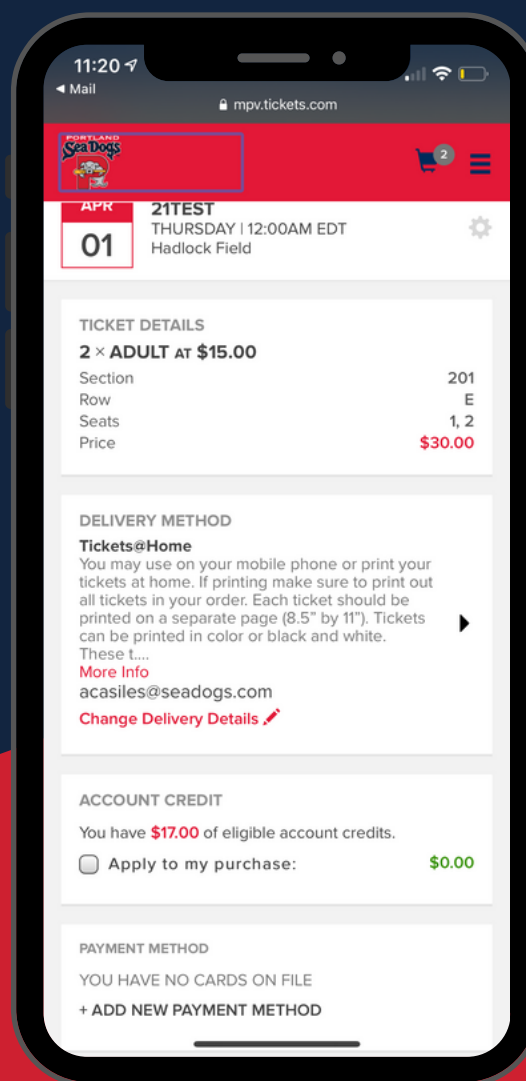 11:20
◀ Mail
mpv.tickets.com
PORTLAND
Sea Dogs
2
APR
01
21TEST
THURSDAY | 12:00AM EDT
Hadlock Field
TICKET DETAILS
2 × ADULT AT $15.00
Section 201
Row E
Seats 1, 2
Price $30.00
DELIVERY METHOD
Tickets@Home
You may use on your mobile phone or print your
tickets at home. If printing make sure to print out
all tickets in your order. Each ticket should be
printed on a separate page (8.5” by 11”). Tickets
can be printed in color or black and white.
These t....
More Info
acasiles@seadogs.com
Change Delivery Details
ACCOUNT CREDIT
You have $17.00 of eligible account credits.
Apply to my purchase: $0.00
PAYMENT METHOD
YOU HAVE NO CARDS ON FILE
+ ADD NEW PAYMENT METHOD